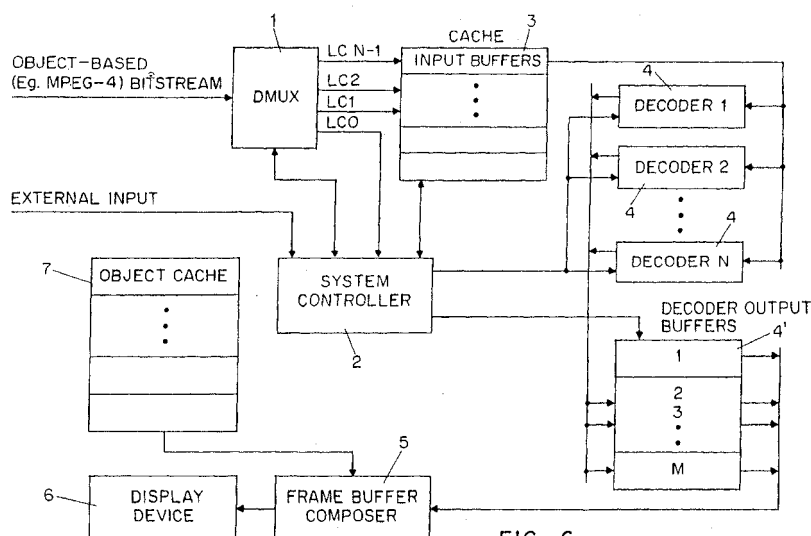 1
3
CACHE
OBJECT-BASED
(Eg. MPEG-4) BITSTREAM
DMUX
LC N-1
LC2
LC1
LC0
INPUT BUFFERS
4
DECODER 1
DECODER 2
4
4
DECODER N
EXTERNAL INPUT
7
OBJECT CACHE
SYSTEM
CONTROLLER
2
DECODER OUTPUT
BUFFERS
4'
1
2
3
M
5
6
DISPLAY
DEVICE
FRAME BUFFER
COMPOSER